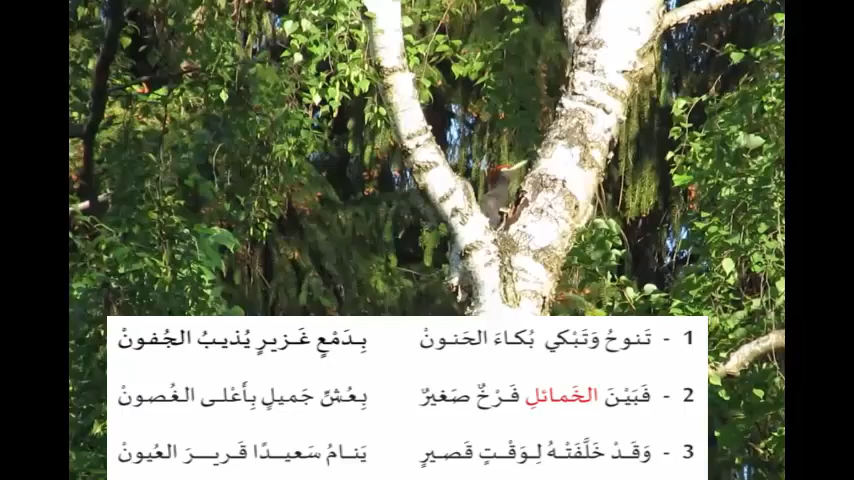 1 - تَنوحُ وَتَبْكي بُكاءَ الحَنونْ بِدَمْعٍ غَزيرٍ يُذيبُ الجُفونْ
2 - فَبَيْنَ الخَمائلِ فَرْخٌ صَغيرٌ بِعُشٍّ جَميلٍ بِأَعْلى الغُصونْ
3 - وَقَدْ خَلَّفَتْهُ لِوَقْتٍ قَصيرٍ يَنامُ سَعيدًا قَريرَ العُيونْ